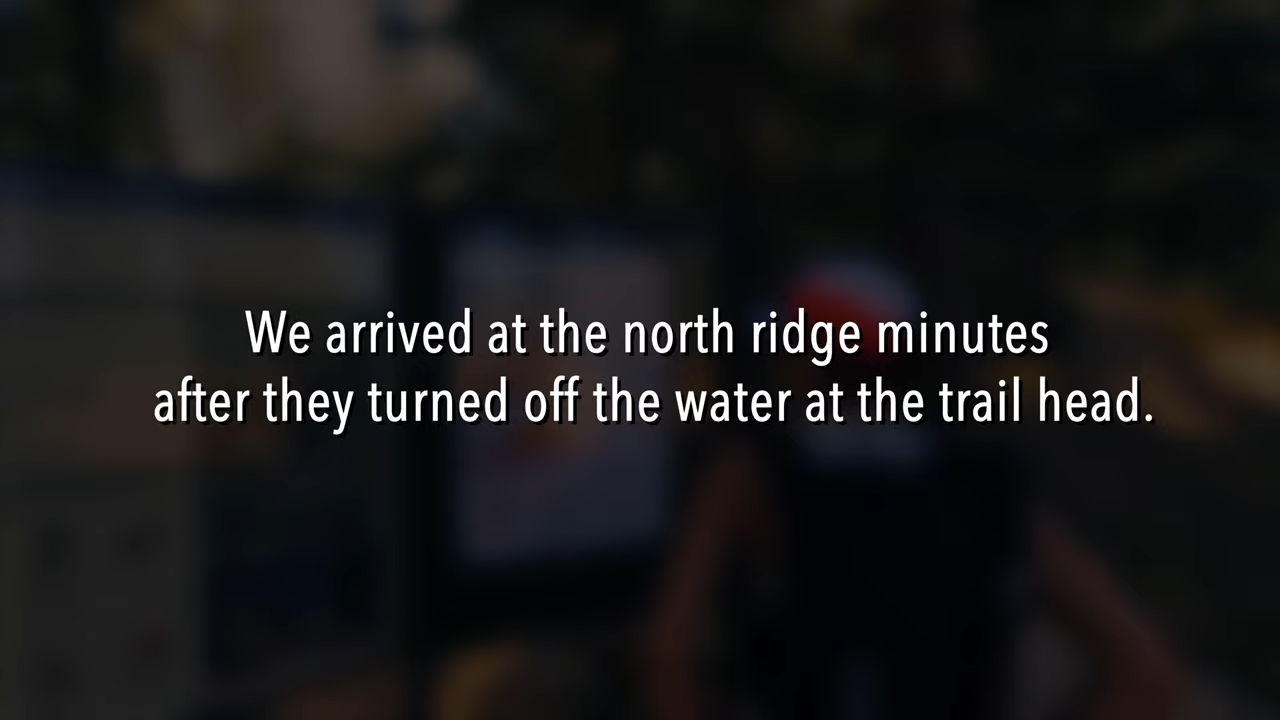 We arrived at the north ridge minutes
after they turned off the water at the trail head.